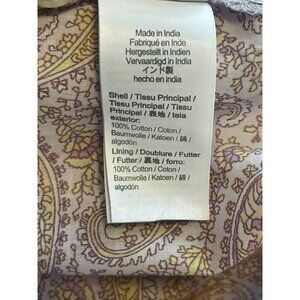 Made in India
Fabriqué en Inde
Hergestellt in Indien
Vervaardigd in India
インド製
hecho en india
Shell / Tissu Principal /
Tissu Principal / Tissu
Principal / 表地 / tela
exterior:
100% Cotton / Coton /
Baumwolle / Katoen / 綿 /
algodón
Lining / Doublure / Futter
/ Futter / 裏地 / forro:
100% Cotton / Coton /
Baumwolle / Katoen / 綿 /
algodón